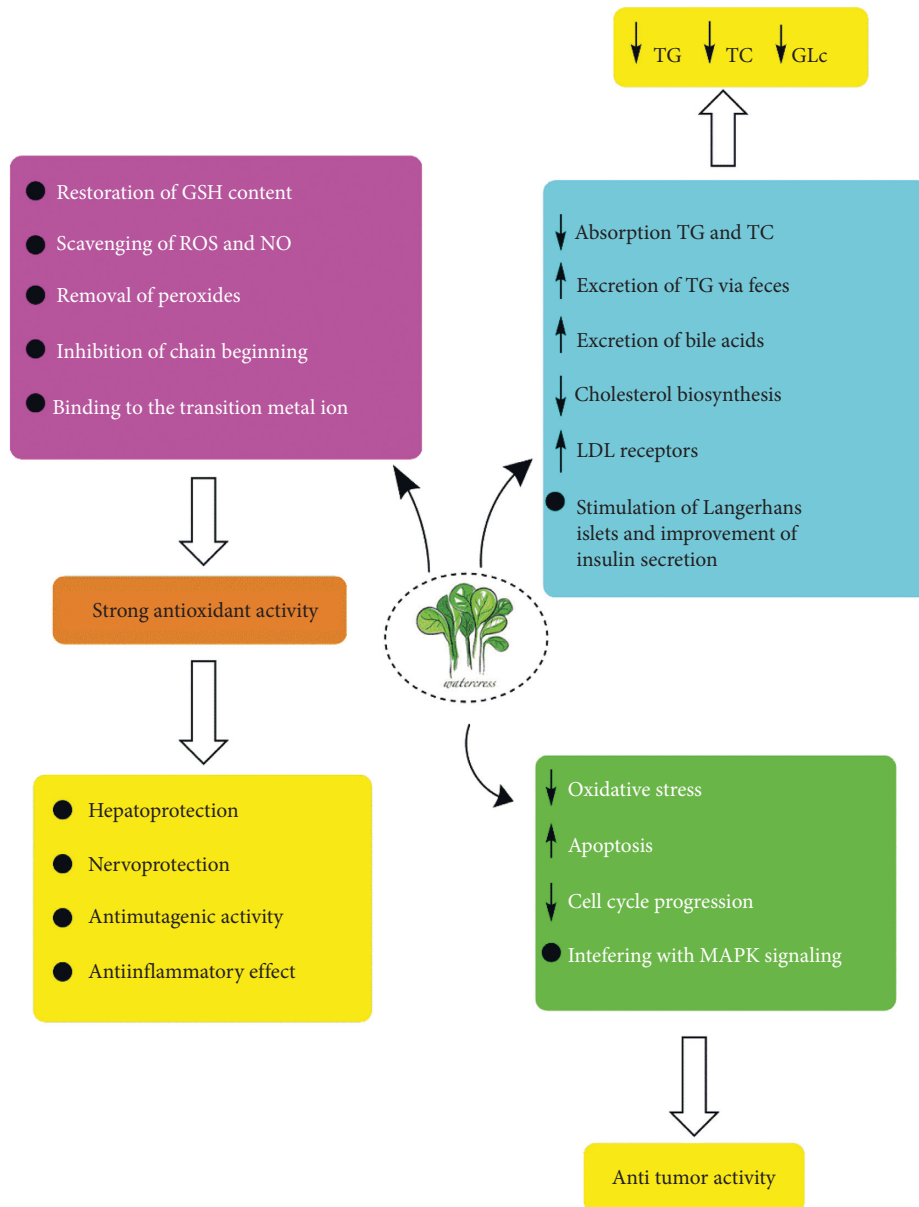 ↓ TG ↓ TC ↓ GLc
● Restoration of GSH content
● Scavenging of ROS and NO
● Removal of peroxides
● Inhibition of chain beginning
● Binding to the transition metal ion
↓ Absorption TG and TC
↑ Excretion of TG via feces
↑ Excretion of bile acids
↓ Cholesterol biosynthesis
↑ LDL receptors
● Stimulation of Langerhans
islets and improvement of
insulin secretion
Strong antioxidant activity
watercress
● Hepatoprotection
● Nervoprotection
● Antimutagenic activity
● Antiinflammatory effect
↓ Oxidative stress
↑ Apoptosis
↓ Cell cycle progression
● Intefering with MAPK signaling
Anti tumor activity